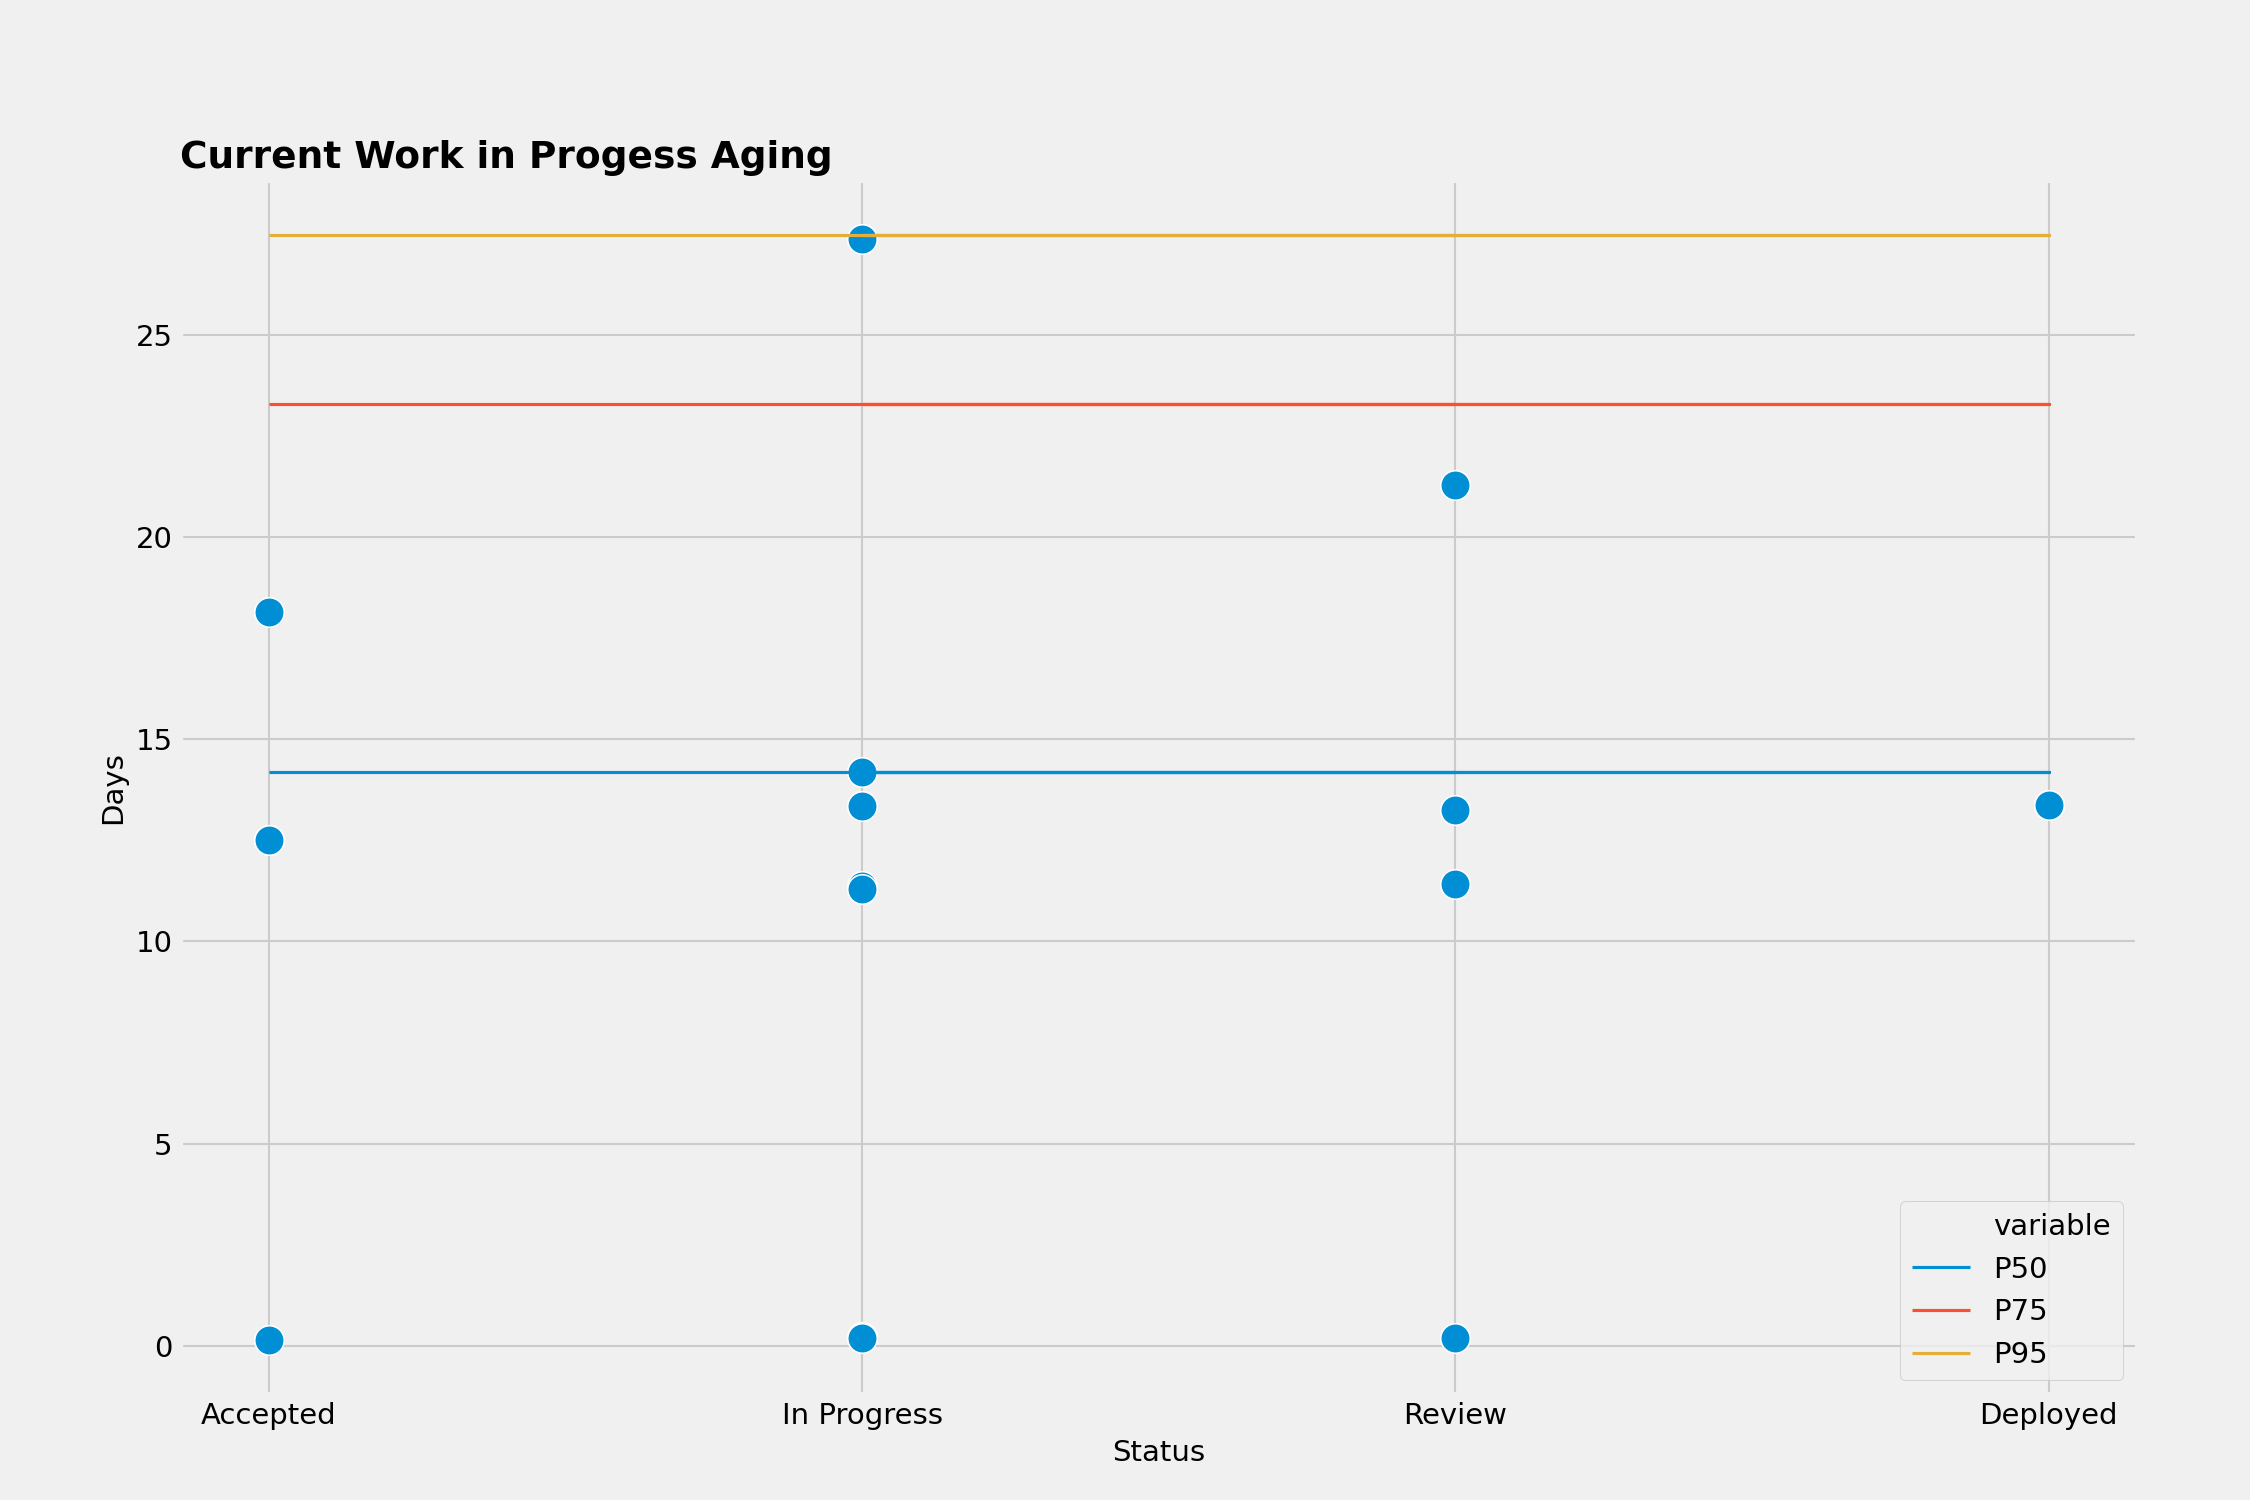 Current Work in Progess Aging
25
20
15
10
5
0
Days
Accepted
In Progress
Review
Deployed
Status
variable
P50
P75
P95